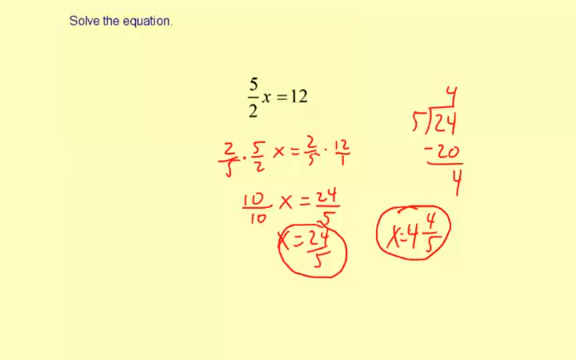 Solve the equation.
5/2 x = 12
2/5 · 5/2 x = 2/5 · 12/1
10/10 x = 24/5
x = 24/5
4
5)24
-20
4
x=4 4/5